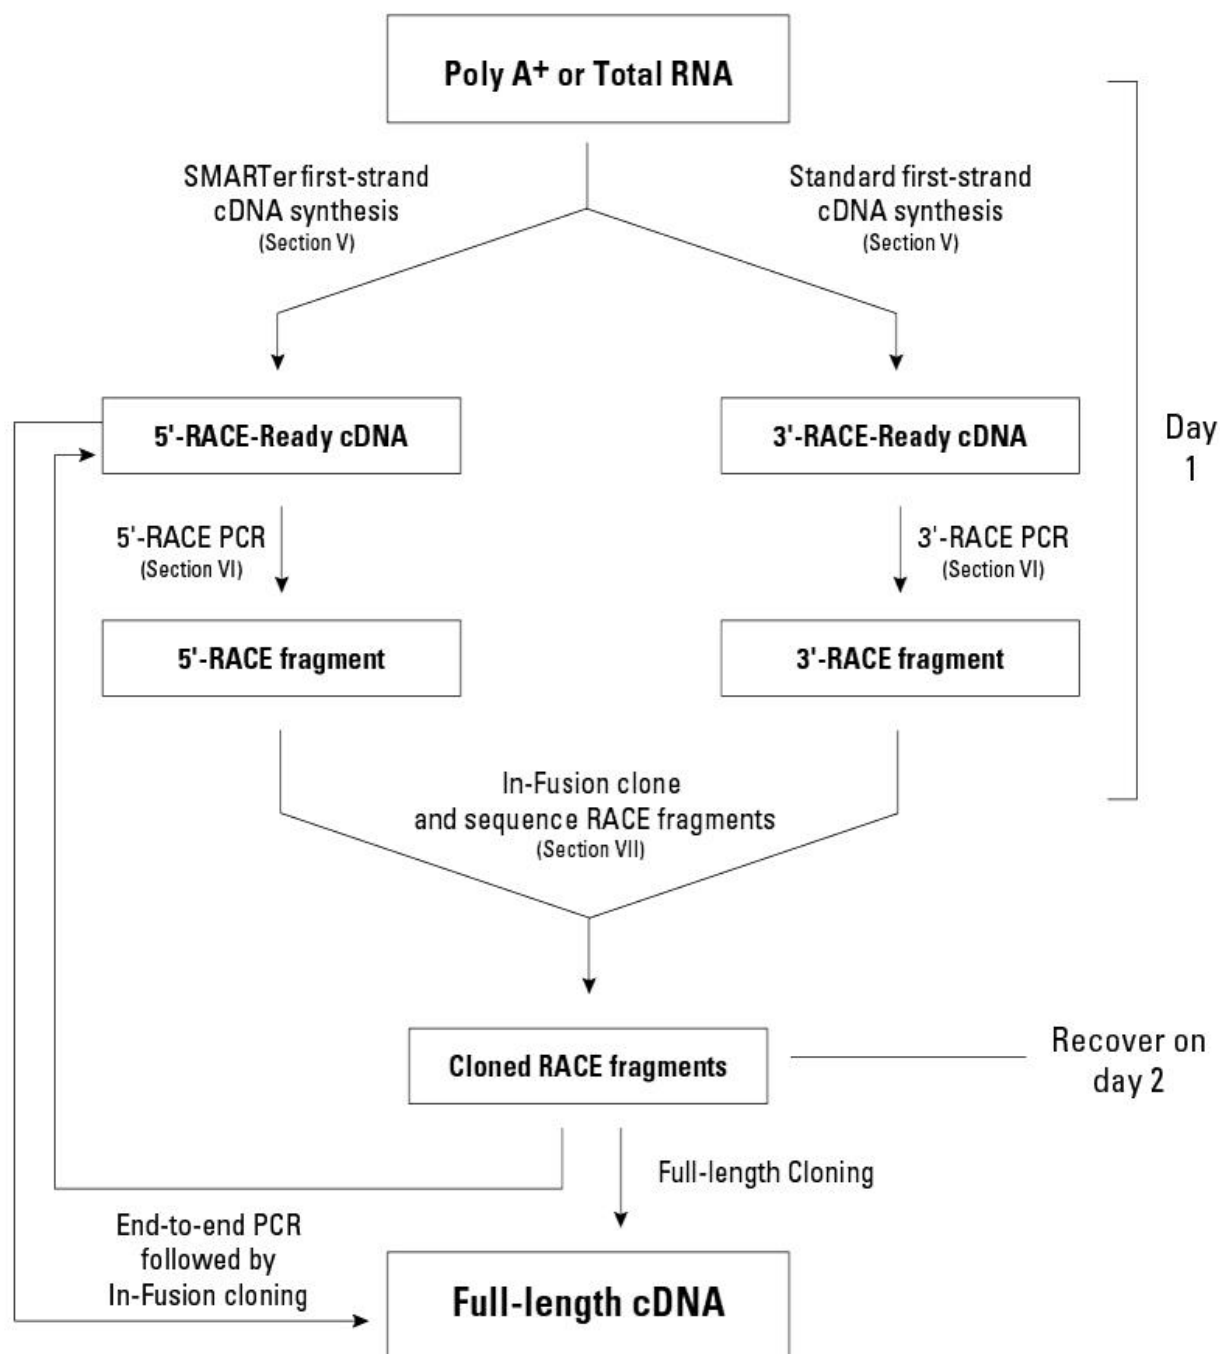 Poly A+ or Total RNA
SMARTer first-strand
cDNA synthesis
(Section V)
Standard first-strand
cDNA synthesis
(Section V)
5'-RACE-Ready cDNA
3'-RACE-Ready cDNA
Day
1
5'-RACE PCR
(Section VI)
3'-RACE PCR
(Section VI)
5'-RACE fragment
3'-RACE fragment
In-Fusion clone
and sequence RACE fragments
(Section VII)
Cloned RACE fragments
Recover on
day 2
Full-length Cloning
End-to-end PCR
followed by
In-Fusion cloning
Full-length cDNA